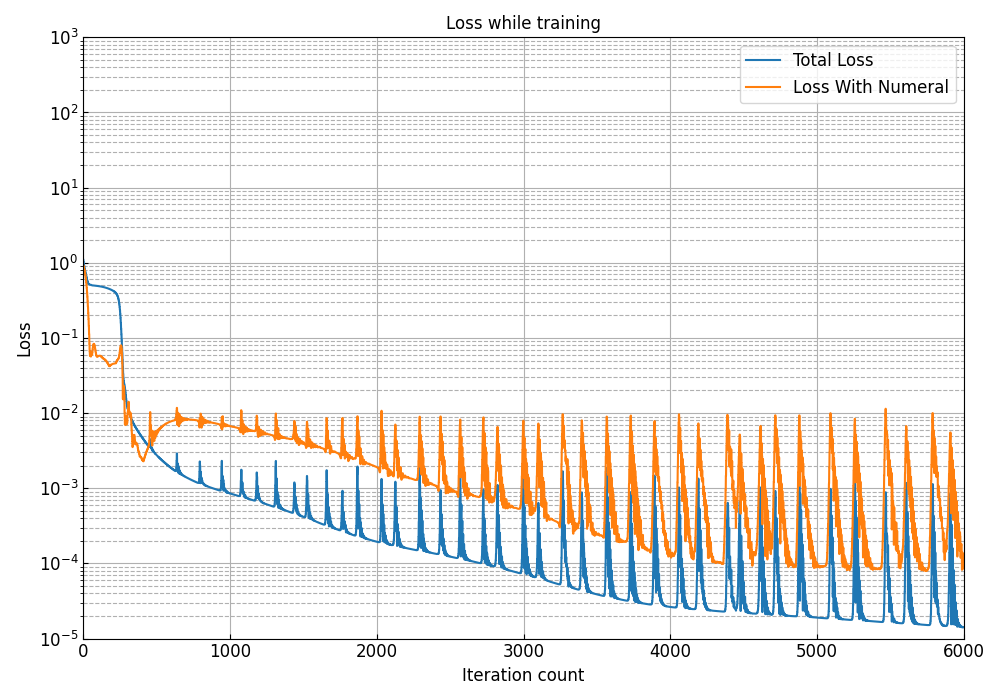 Loss while training
10³
10²
10¹
10⁰
10⁻¹
10⁻²
10⁻³
10⁻⁴
10⁻⁵
Loss
Total Loss
Loss With Numeral
0 1000 2000 3000 4000 5000 6000
Iteration count